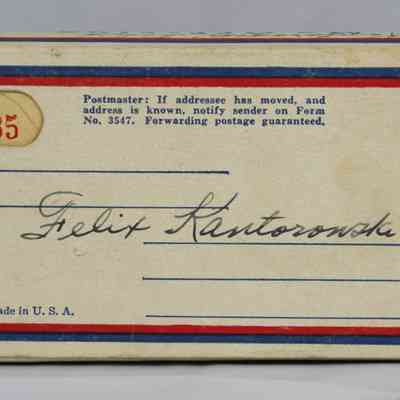 Postmaster: If addressee has moved, and
address is known, notify sender on Form
No. 3547. Forwarding postage guaranteed.
35
Felix Kantorowski
ade in U. S. A.